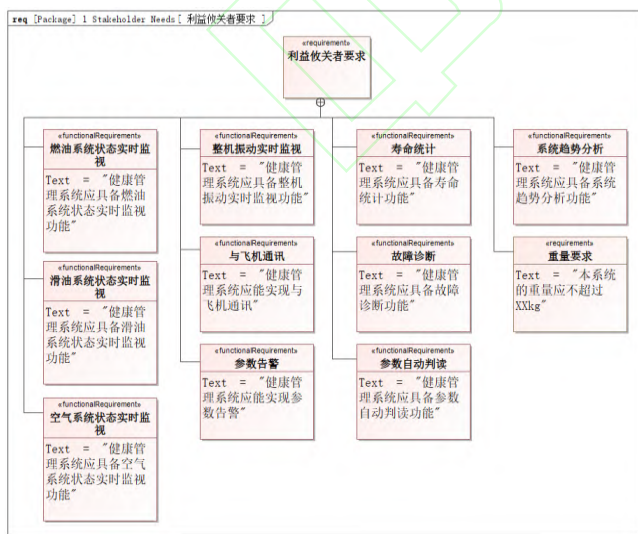 req [Package] 1 Stakeholder Needs[ 利益攸关者要求 ]
«requirement»
利益攸关者要求
«functionalRequirement»
燃油系统状态实时监
视
Text = "健康管
理系统应具备燃油
系统状态实时监视
功能"
«functionalRequirement»
整机振动实时监视
Text = "健康管
理系统应具备整机
振动实时监视功能"
«functionalRequirement»
寿命统计
Text = "健康管
理系统应具备寿命
统计功能"
«functionalRequirement»
系统趋势分析
Text = "健康管
理系统应具备系统
趋势分析功能"
«functionalRequirement»
滑油系统状态实时监
视
Text = "健康管
理系统应具备滑油
系统状态实时监视
功能"
«functionalRequirement»
与飞机通讯
Text = "健康管
理系统应能实现与
飞机通讯"
«functionalRequirement»
故障诊断
Text = "健康管
理系统应具备故障
诊断功能"
«requirement»
重量要求
Text = "本系统
的重量应不超过
XXkg"
«functionalRequirement»
空气系统状态实时监
视
Text = "健康管
理系统应具备空气
系统状态实时监视
功能"
«functionalRequirement»
参数告警
Text = "健康管
理系统应能实现参
数告警"
«functionalRequirement»
参数自动判读
Text = "健康管
理系统应具备参数
自动判读功能"